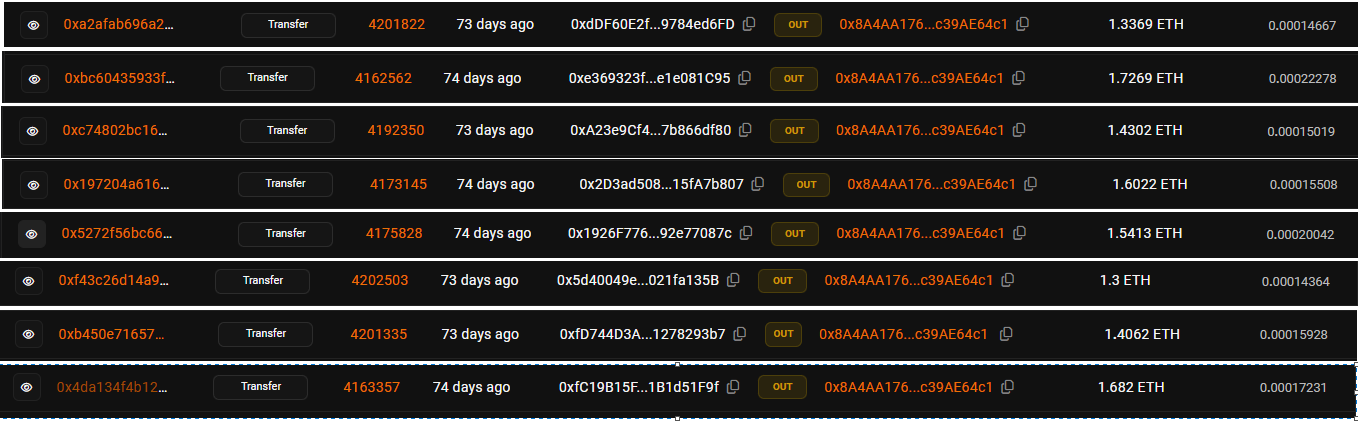 0xa2afab696a2... Transfer 4201822 73 days ago 0xdDF60E2f...9784ed6FD OUT 0x8A4AA176...c39AE64c1 1.3369 ETH 0.00014667
0xbc60435933f... Transfer 4162562 74 days ago 0xe369323f...e1e081C95 OUT 0x8A4AA176...c39AE64c1 1.7269 ETH 0.00022278
0xc74802bc16... Transfer 4192350 73 days ago 0xA23e9Cf4...7b866df80 OUT 0x8A4AA176...c39AE64c1 1.4302 ETH 0.00015019
0x197204a616... Transfer 4173145 74 days ago 0x2D3ad508...15fA7b807 OUT 0x8A4AA176...c39AE64c1 1.6022 ETH 0.00015508
0x5272f56bc66... Transfer 4175828 74 days ago 0x1926F776...92e77087c OUT 0x8A4AA176...c39AE64c1 1.5413 ETH 0.00020042
0xf43c26d14a9... Transfer 4202503 73 days ago 0x5d40049e...021fa135B OUT 0x8A4AA176...c39AE64c1 1.3 ETH 0.00014364
0xb450e71657... Transfer 4201335 73 days ago 0xfD744D3A...1278293b7 OUT 0x8A4AA176...c39AE64c1 1.4062 ETH 0.00015928
0x4da134f4b12... Transfer 4163357 74 days ago 0xfC19B15F...1B1d51F9f OUT 0x8A4AA176...c39AE64c1 1.682 ETH 0.00017231